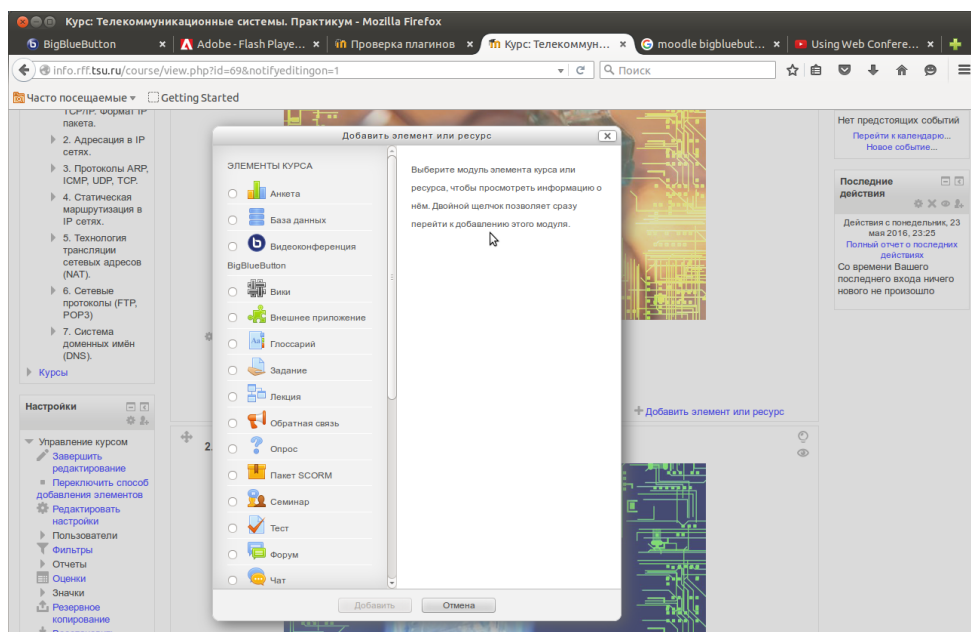 Курс: Телекоммуникационные системы. Практикум - Mozilla Firefox
BigBlueButton × Adobe - Flash Playe... × Проверка плагинов × Курс: Телекоммун... × moodle bigbluebut... × Using Web Confere... ×
info.rff.tsu.ru/course/view.php?id=69&notifyeditingon=1
Поиск
Часто посещаемые Getting Started
TCP/IP. Формат IP
пакета.
2. Адресация в IP
сетях.
3. Протоколы ARP,
ICMP, UDP, TCP.
4. Статическая
маршрутизация в
IP сетях.
5. Технология
трансляции
сетевых адресов
(NAT).
6. Сетевые
протоколы (FTP,
POP3)
7. Система
доменных имён
(DNS).
Курсы
Настройки
Управление курсом
Завершить
редактирование
Переключить способ
добавления элементов
Редактировать
настройки
Пользователи
Фильтры
Отчеты
Значки
Оценки
Резервное
копирование
2.
Добавить элемент или ресурс
ЭЛЕМЕНТЫ КУРСА
Анкета
База данных
Видеоконференция
BigBlueButton
Вики
Внешнее приложение
Глоссарий
Задание
Лекция
Обратная связь
Опрос
Пакет SCORM
Семинар
Тест
Форум
Чат
Выберите модуль элемента курса или
ресурса, чтобы просмотреть информацию о
нём. Двойной щелчок позволяет сразу
перейти к добавлению этого модуля.
Добавить
Отмена
Добавить элемент или ресурс
Нет предстоящих событий
Перейти к календарю...
Новое событие...
Последние
действия
Действия с понедельник, 23
мая 2016, 23:25
Полный отчет о последних
действиях
Со времени Вашего
последнего входа ничего
нового не произошло